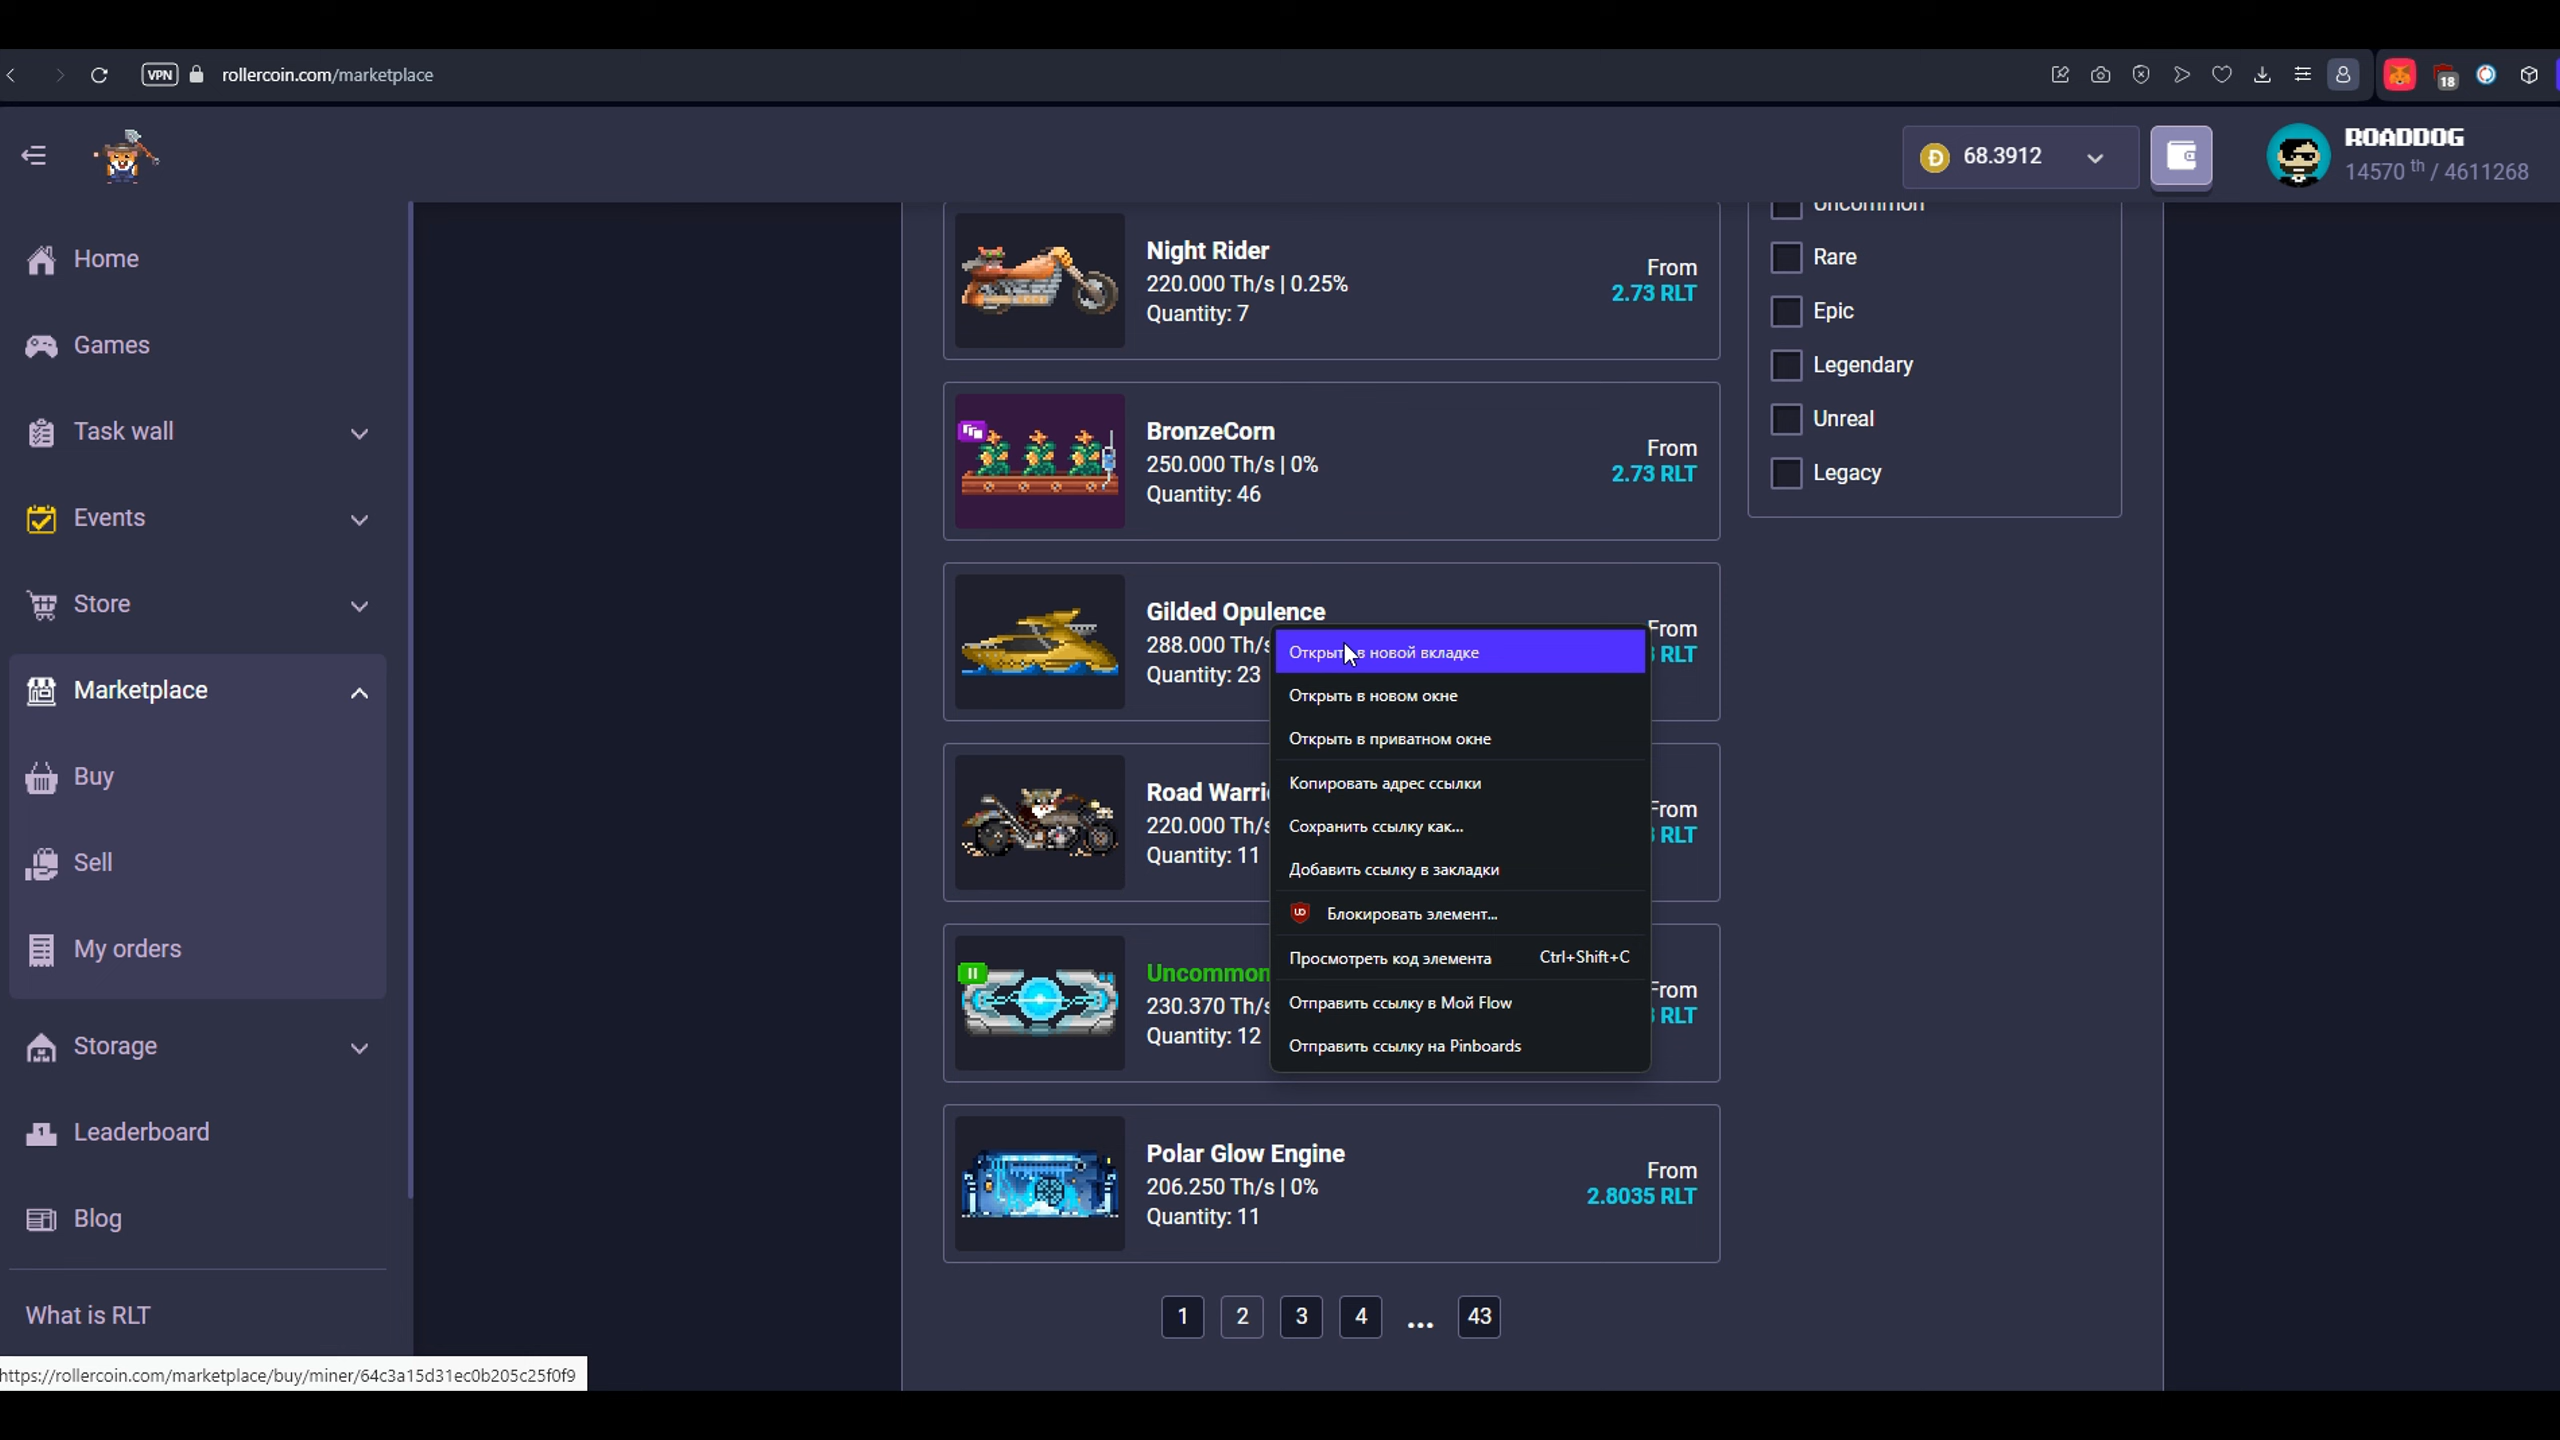 VPN
rollercoin.com/marketplace
18
68.3912
ROADDOG
14570 th / 4611268
Home
Games
Task wall
Events
Store
Marketplace
Buy
Sell
My orders
Storage
Leaderboard
Blog
What is RLT
Night Rider
220.000 Th/s | 0.25%
Quantity: 7
From
2.73 RLT
BronzeCorn
250.000 Th/s | 0%
Quantity: 46
From
2.73 RLT
Gilded Opulence
288.000 Th/s
Quantity: 23
From
RLT
Road Warri
220.000 Th/s
Quantity: 11
From
RLT
Uncommon
230.370 Th/s
Quantity: 12
From
RLT
Polar Glow Engine
206.250 Th/s | 0%
Quantity: 11
From
2.8035 RLT
Открыть в новой вкладке
Открыть в новом окне
Открыть в приватном окне
Копировать адрес ссылки
Сохранить ссылку как...
Добавить ссылку в закладки
Блокировать элемент...
Просмотреть код элемента Ctrl+Shift+C
Отправить ссылку в Мой Flow
Отправить ссылку на Pinboards
1 2 3 4 ... 43
Uncommon
Rare
Epic
Legendary
Unreal
Legacy
https://rollercoin.com/marketplace/buy/miner/64c3a15d31ec0b205c25f0f9